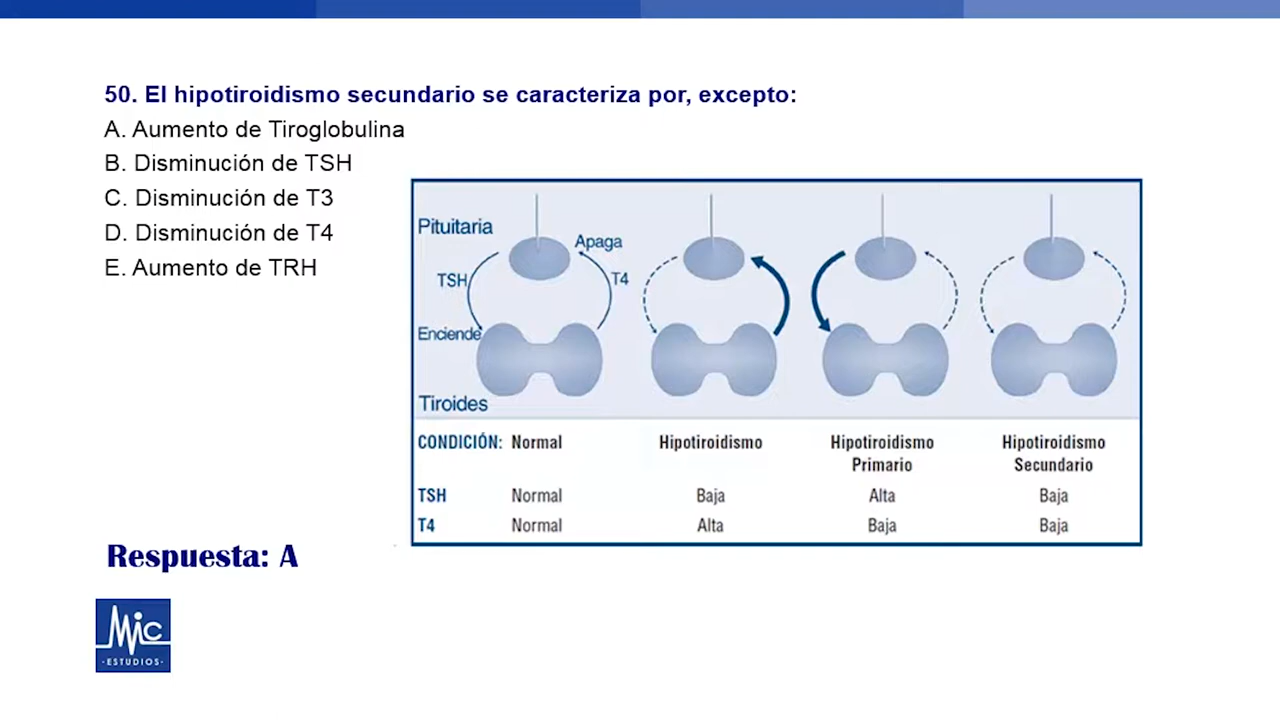 50. El hipotiroidismo secundario se caracteriza por, excepto:
A. Aumento de Tiroglobulina
B. Disminución de TSH
C. Disminución de T3
D. Disminución de T4
E. Aumento de TRH
Pituitaria
Apaga
TSH
T4
Enciende
Tiroides
CONDICIÓN: Normal Hipotiroidismo Hipotiroidismo Hipotiroidismo
Primario Secundario
TSH Normal Baja Alta Baja
T4 Normal Alta Baja Baja
Respuesta: A
Mic
·ESTUDIOS·